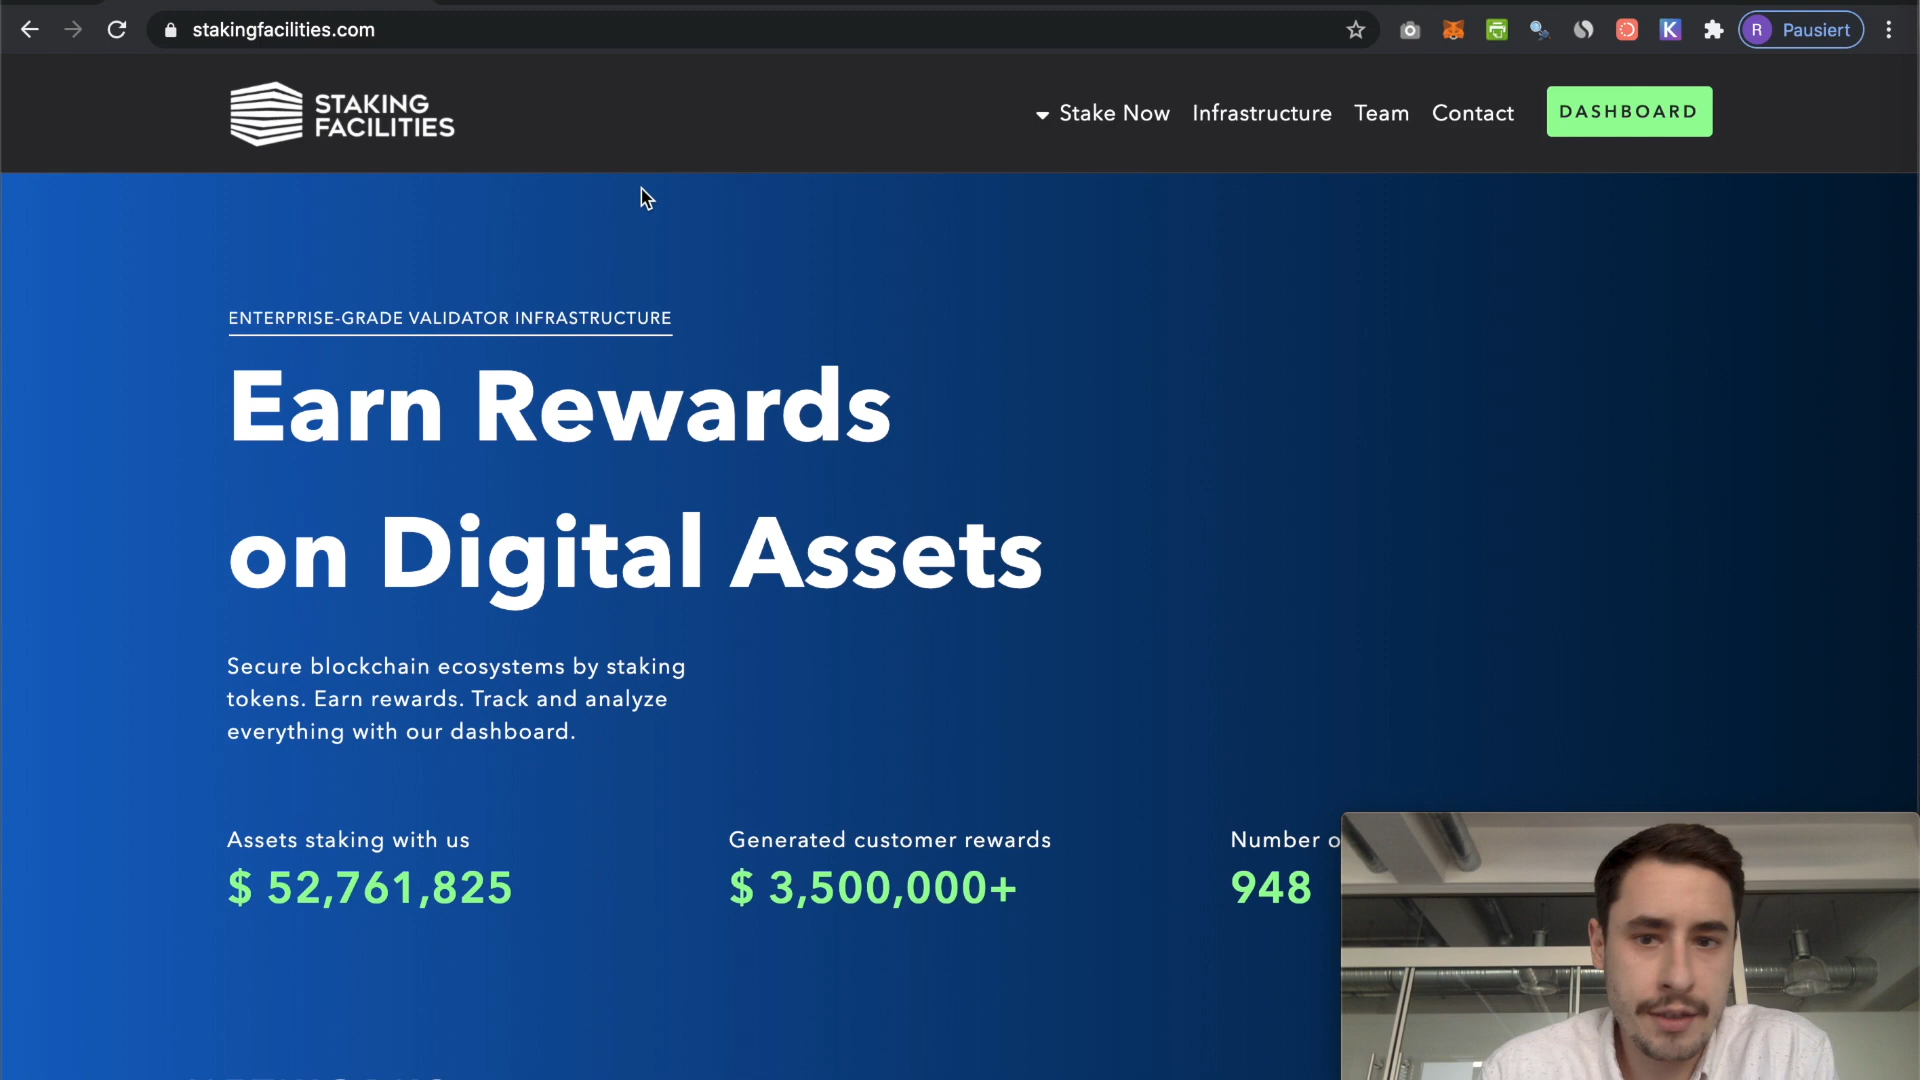 stakingfacilities.com
K
R Pausiert
STAKING
FACILITIES
Stake Now Infrastructure Team Contact DASHBOARD
ENTERPRISE-GRADE VALIDATOR INFRASTRUCTURE
Earn Rewards
on Digital Assets
Secure blockchain ecosystems by staking
tokens. Earn rewards. Track and analyze
everything with our dashboard.
Assets staking with us
$ 52,761,825
Generated customer rewards
$ 3,500,000+
Number
948